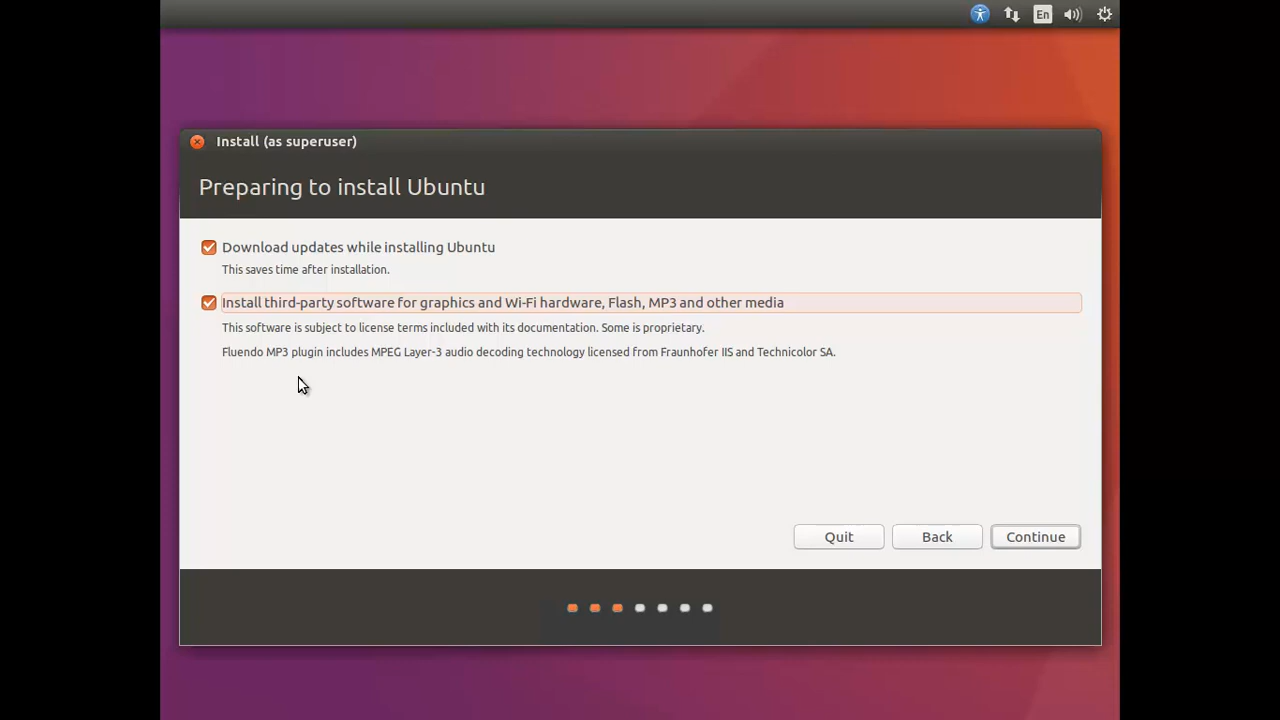 En
Install (as superuser)
Preparing to install Ubuntu
Download updates while installing Ubuntu
This saves time after installation.
Install third-party software for graphics and Wi-Fi hardware, Flash, MP3 and other media
This software is subject to license terms included with its documentation. Some is proprietary.
Fluendo MP3 plugin includes MPEG Layer-3 audio decoding technology licensed from Fraunhofer IIS and Technicolor SA.
Quit Back Continue